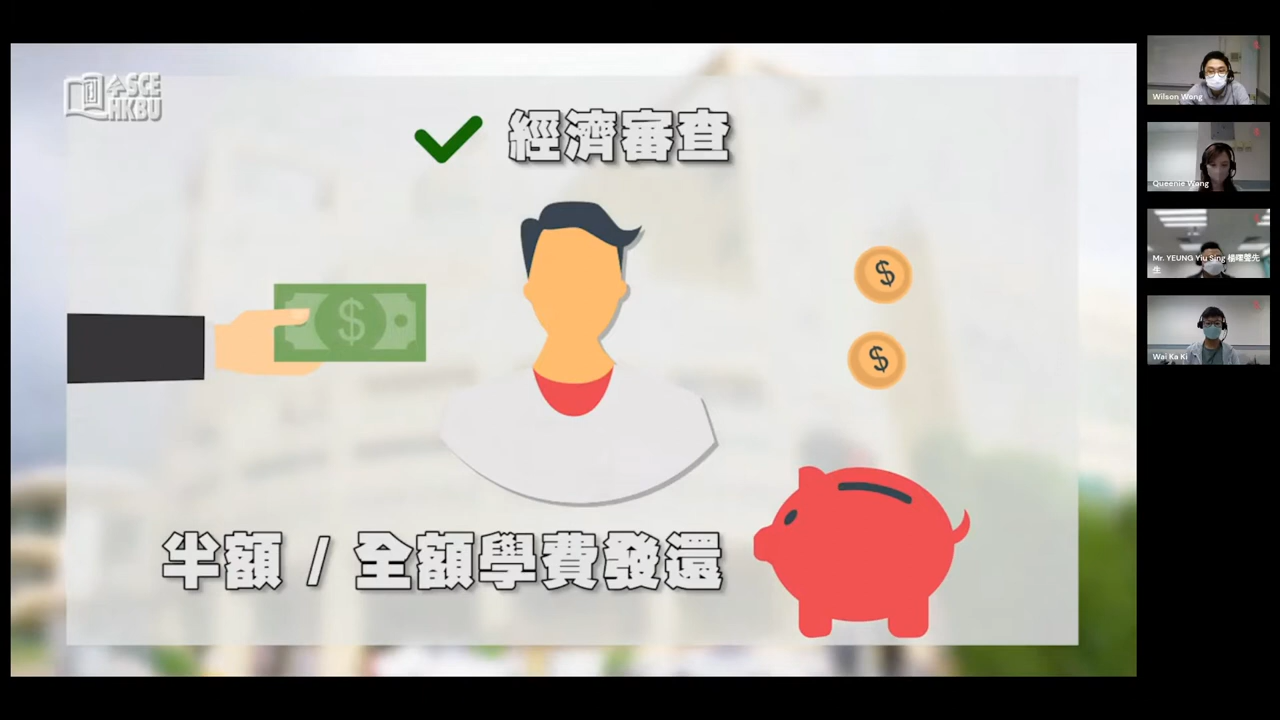 SCE
HKBU
經濟審查
半額 / 全額學費發還
Wilson Wong
Queenie Wong
Mr. YEUNG Yiu Sing 楊曜聲先
生
Wai Ka Ki